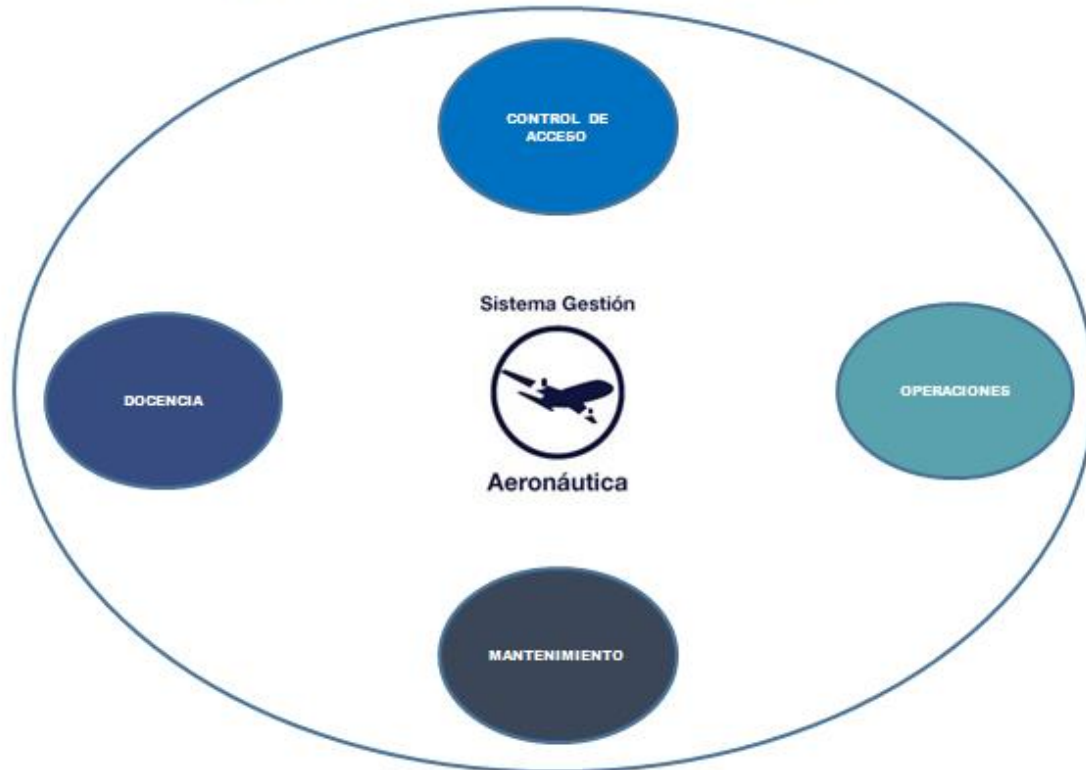 CONTROL DE
ACCESO
Sistema Gestión
DOCENCIA
OPERACIONES
Aeronáutica
MANTENIMIENTO